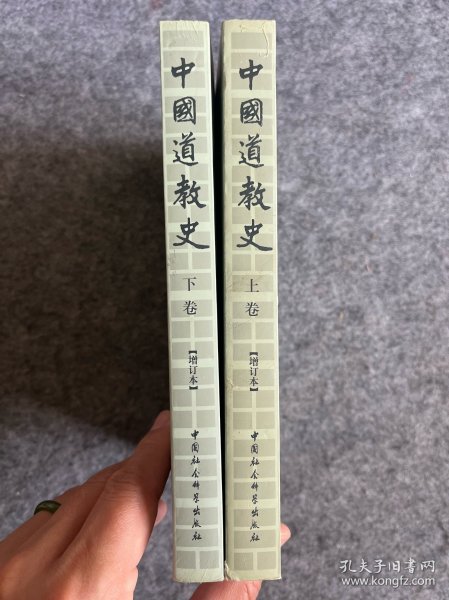 中國道教史
下卷
【增订本】
中国社会科学出版社
中國道教史
上卷
【增订本】
中国社会科学出版社
孔夫子旧书网
www.kongfz.com